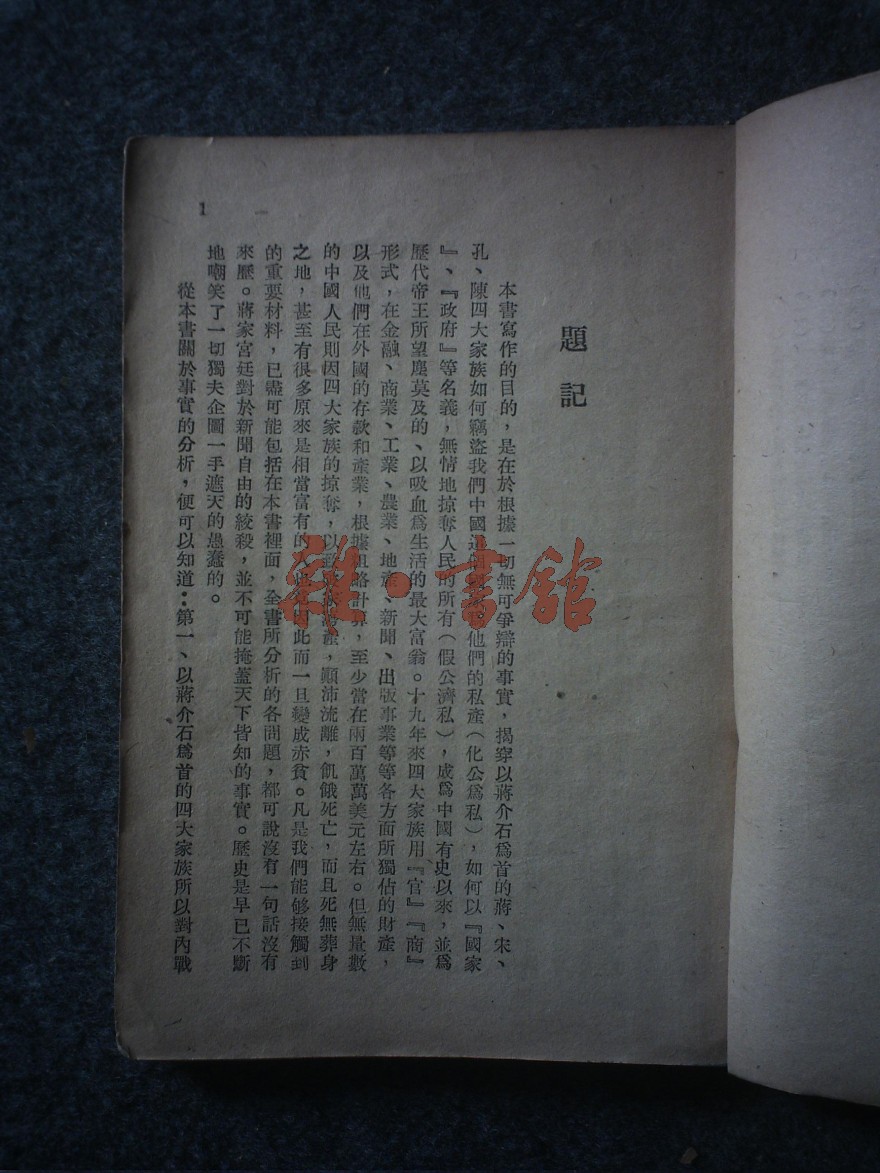 題記
本書寫作的目的，是在於根據一切無可爭辯的事實，揭穿以蔣介石爲首的蔣、宋、
孔、陳四大家族如何竊盜我們中國這個他們的私產（化公爲私），如何以『國家
』、『政府』等名義，無情地掠奪人民的所有（假公濟私），成爲中國有史以來，並爲
歷代帝王所望塵莫及的、以吸血爲生活的最大富翁。十九年來四大家族用『官』『商』
形式，在金融、商業、工業、農業、地產、新聞、出版事業等等各方面所獨佔的財產，
以及他們在外國的存款和產業，根據粗略計算，至少當在兩百萬萬美元左右。但無量數
的中國人民則因四大家族的掠奪，以致產，顚沛流離，飢餓死亡，而且死無葬身
之地，甚至有很多原來是相當富有的人也因此而一旦變成赤貧。凡是我們能够接觸到
的重要材料，已盡可能包括在本書裡面，全書所分析的各問題，都可說沒有一句話沒有
來歷。蔣家宮廷對於新聞自由的絞殺，並不可能掩蓋天下皆知的事實。歷史是早已不斷
地嘲笑了一切獨夫企圖一手遮天的愚蠢的。
從本書關於事實的分析，便可以知道：第一、以蔣介石爲首的四大家族所以對內戰
1
雜·書館